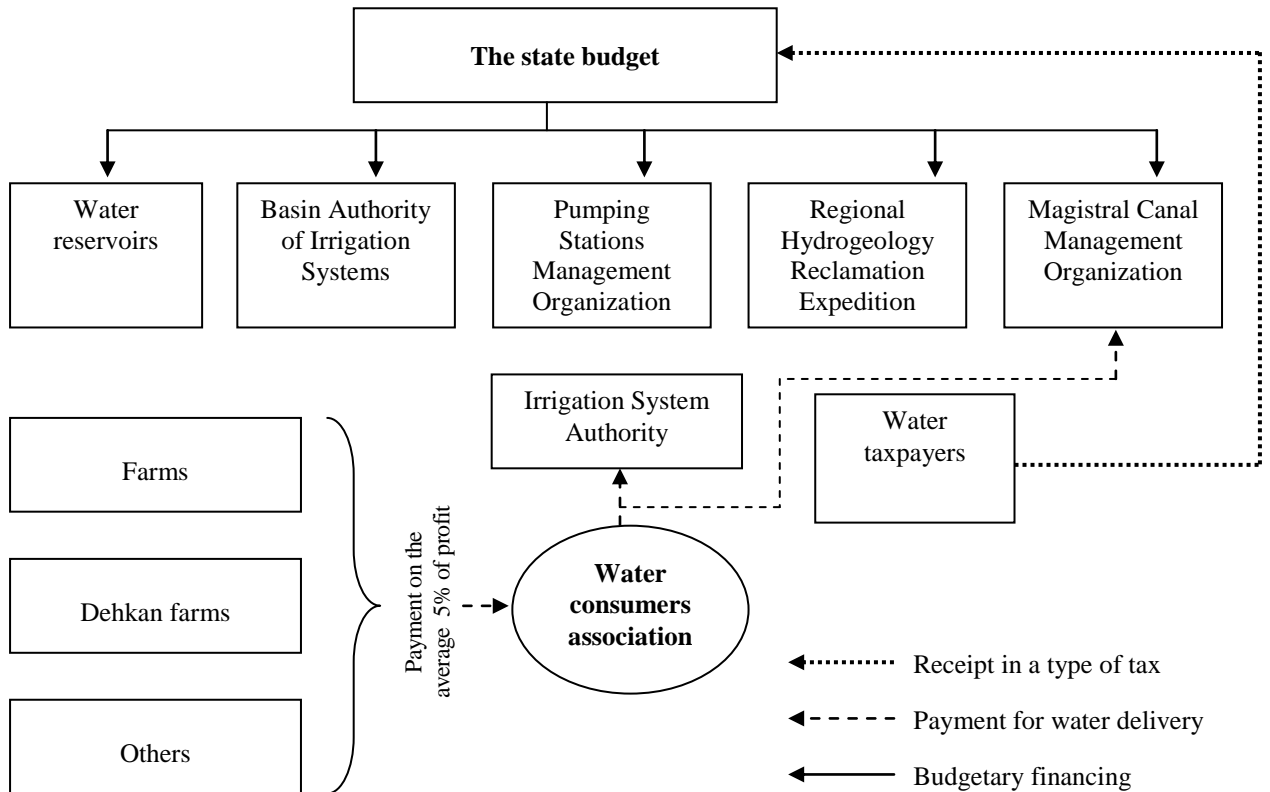 The state budget
Water
reservoirs
Basin Authority
of Irrigation
Systems
Pumping
Stations
Management
Organization
Regional
Hydrogeology
Reclamation
Expedition
Magistral Canal
Management
Organization
Irrigation System
Authority
Water
taxpayers
Farms
Dehkan farms
Others
Payment on the
average 5% of profit
Water
consumers
association
Receipt in a type of tax
Payment for water delivery
Budgetary financing